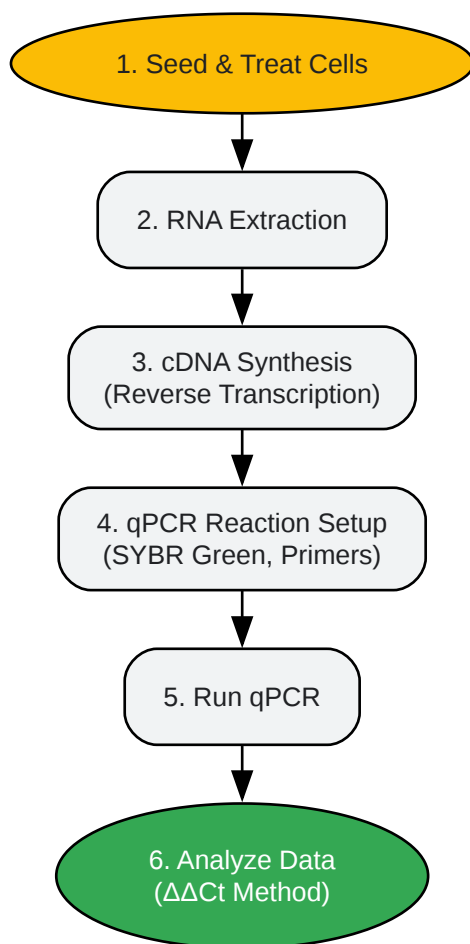 1. Seed & Treat Cells
2. RNA Extraction
3. cDNA Synthesis
(Reverse Transcription)
4. qPCR Reaction Setup
(SYBR Green, Primers)
5. Run qPCR
6. Analyze Data
(ΔΔCt Method)